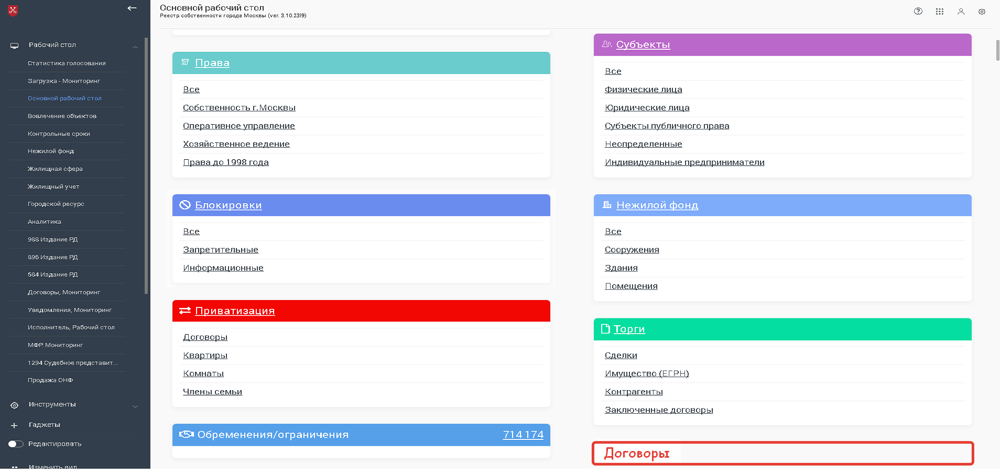 Основной рабочий стол
Реестр собственности города Москвы (ver. 3.10.23l9)
Рабочий стол
Статистика голосования
Загрузка - Мониторинг
Основной рабочий стол
Вовлечение объектов
Контрольные сроки
Нежилой фонд
Жилищная сфера
Жилищный учет
Городской ресурс
Аналитика
988 Издание РД
896 Издание РД
584 Издание РД
Договоры, Мониторинг
Уведомления, Мониторинг
Исполнитель, Рабочий стол
МФР. Мониторинг
1294 Судебное представит...
Продажа ОНФ
Инструменты
Гаджеты
Редактировать
Изменить вид
Права
Все
Собственность г.Москвы
Оперативное управление
Хозяйственное ведение
Права до 1998 года
Блокировки
Все
Запретительные
Информационные
Приватизация
Договоры
Квартиры
Комнаты
Члены семьи
Обременения/ограничения 714 174
Субъекты
Все
Физические лица
Юридические лица
Субъекты публичного права
Неопределенные
Индивидуальные предприниматели
Нежилой фонд
Все
Сооружения
Здания
Помещения
Торги
Сделки
Имущество (ЕГРН)
Контрагенты
Заключенные договоры
Договоры